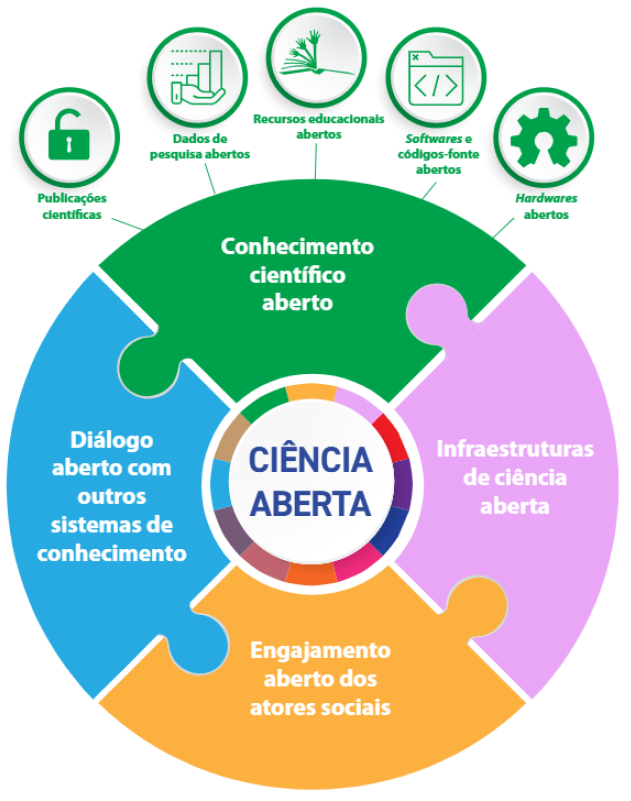 Publicações
científicas
Dados de
pesquisa abertos
Recursos educacionais
abertos
Softwares e
códigos-fonte
abertos
Hardwares
abertos
</>
Conhecimento
científico
aberto
Diálogo
aberto com
outros
sistemas de
conhecimento
CIÊNCIA
ABERTA
Infraestruturas
de ciência
aberta
Engajamento
aberto dos
atores sociais